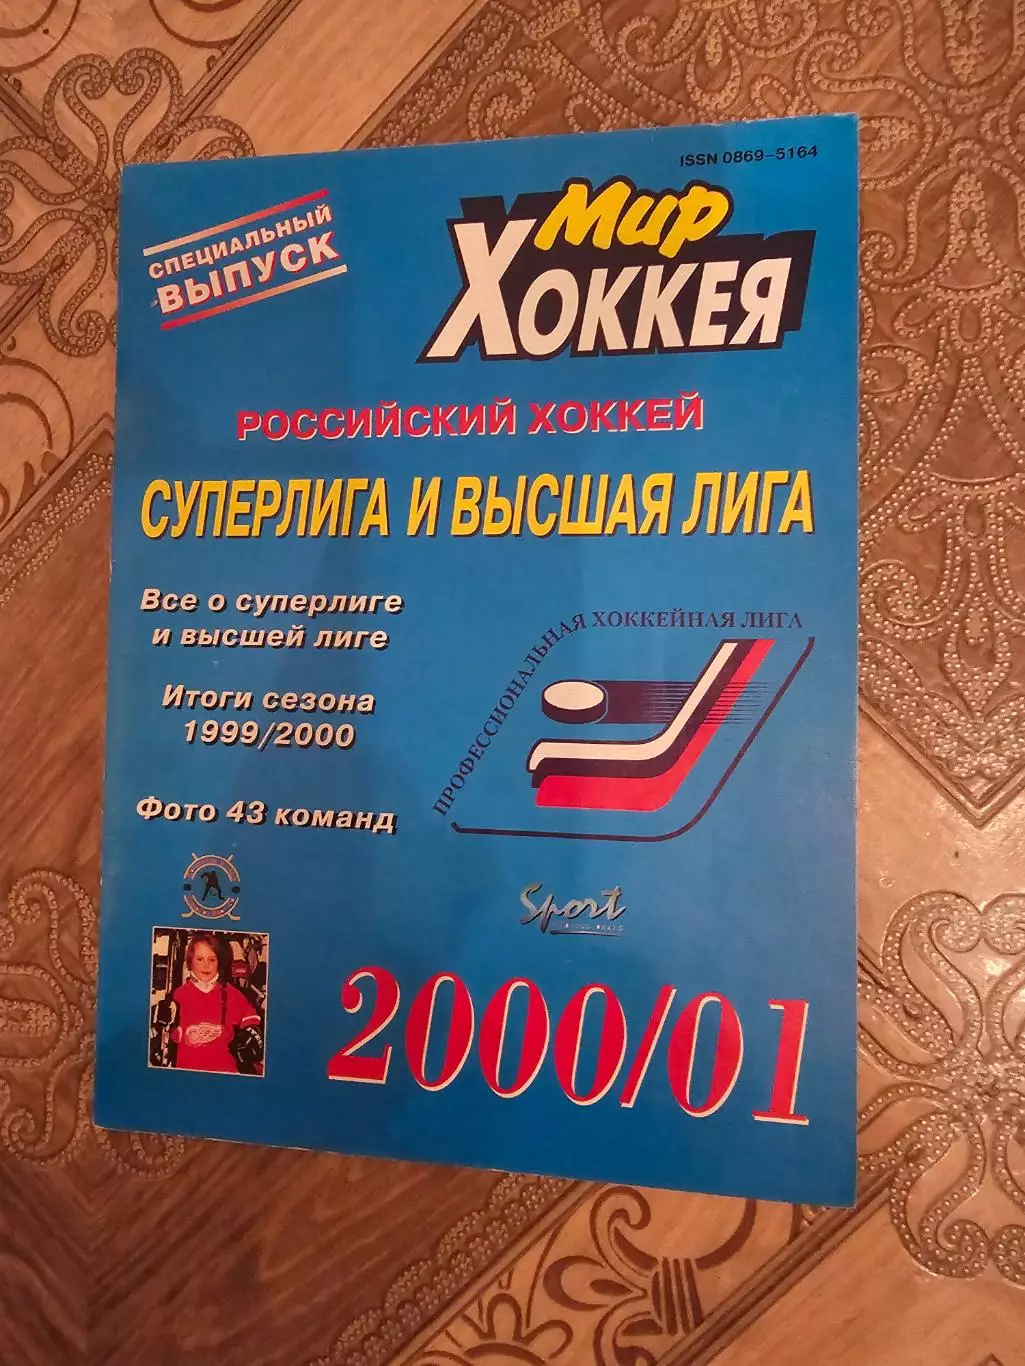 ISSN 0869-5164
СПЕЦИАЛЬНЫЙ
ВЫПУСК
Мир
ХОККЕЯ
РОССИЙСКИЙ ХОККЕЙ
СУПЕРЛИГА И ВЫСШАЯ ЛИГА
Все о суперлиге
и высшей лиге
ПРОФЕССИОНАЛЬНАЯ ХОККЕЙНАЯ ЛИГА
Итоги сезона
1999/2000
Фото 43 команд
Sport
2000/01